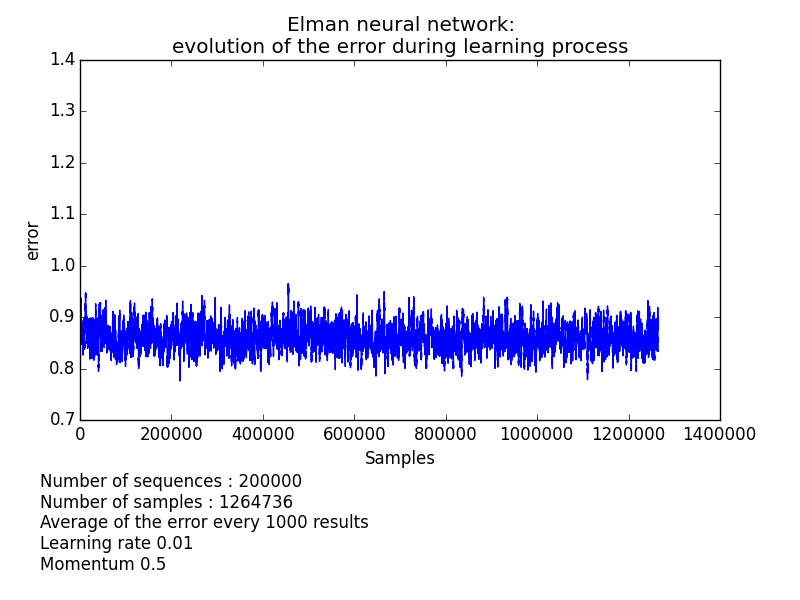 Elman neural network:
evolution of the error during learning process
1.4
1.3
1.2
1.1
1.0
0.9
0.8
0.7
error
0 200000 400000 600000 800000 1000000 1200000 1400000
Samples
Number of sequences : 200000
Number of samples : 1264736
Average of the error every 1000 results
Learning rate 0.01
Momentum 0.5